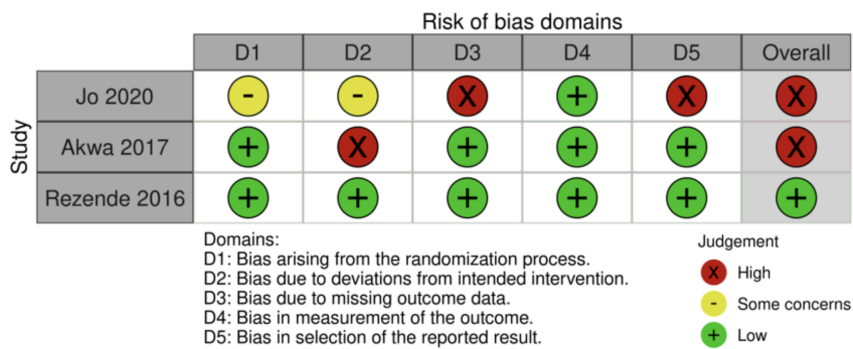 Risk of bias domains
D1 D2 D3 D4 D5 Overall
Study
Jo 2020 - - X + X X
Akwa 2017 + X + + + X
Rezende 2016 + + + + + +
Domains:
D1: Bias arising from the randomization process.
D2: Bias due to deviations from intended intervention.
D3: Bias due to missing outcome data.
D4: Bias in measurement of the outcome.
D5: Bias in selection of the reported result.
Judgement
X High
- Some concerns
+ Low